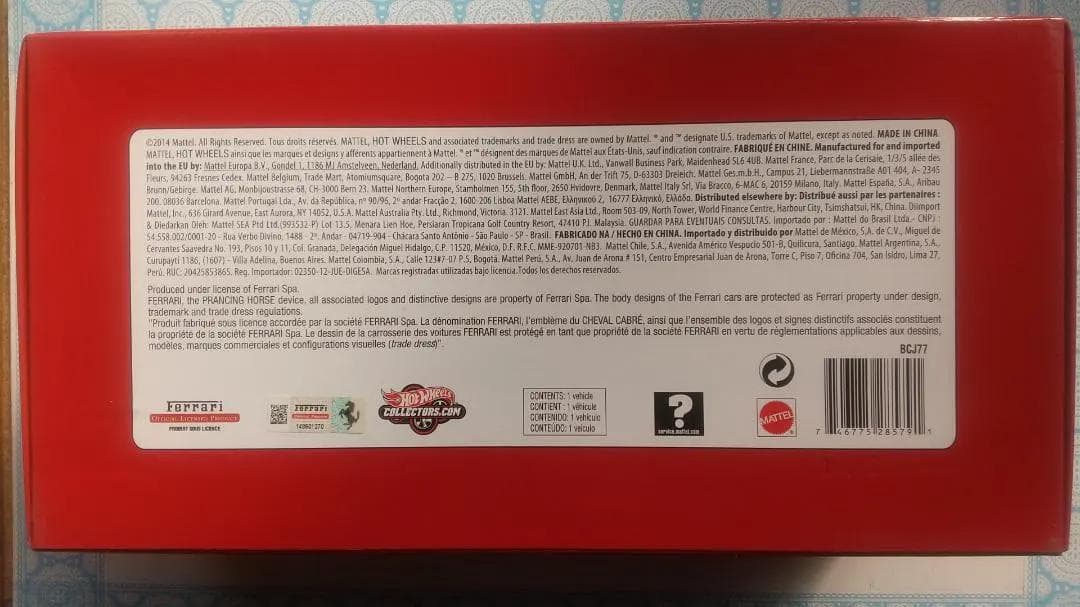 ©2014 Mattel. All Rights Reserved. Tous droits réservés. MATTEL, HOT WHEELS and associated trademarks and trade dress are owned by Mattel. ® and ™ designate U.S. trademarks of Mattel, except as noted. MADE IN CHINA.
MATTEL, HOT WHEELS ainsi que les marques et designs y afférents appartiennent à Mattel. ® et ™ désignent des marques de Mattel aux États-Unis, sauf indication contraire. FABRIQUÉ EN CHINE. Manufactured for and imported
into the EU by: Mattel Europa B.V., Gondel 1, 1186 MJ Amstelveen, Nederland. Additionally distributed in the EU by: Mattel U.K. Ltd., Vanwall Business Park, Maidenhead SL6 4UB. Mattel France, Parc de la Cerisaie, 1/3/5 allée des
Fleurs, 94263 Fresnes Cedex. Mattel Belgium, Trade Mart, Atomiumsquare, Bogota 202 – B 275, 1020 Brussels. Mattel GmbH, An der Trift 75, D-63303 Dreieich. Mattel Ges.m.b.H., Campus 21, Liebermannstraße A01 404, A- 2345
Brunn/Gebirge. Mattel AG, Monbijoustrasse 68, CH-3000 Bern 23. Mattel Northern Europe, Stamholmen 155, 5th floor, 2650 Hvidovre, Denmark, Mattel Italy Srl, Via Bracco, 6-MAC 6, 20159 Milano, Italy. Mattel España, S.A., Aribau
200. 08036 Barcelona. Mattel Portugal Lda., Av. da República, nº 90/96, 2º andar Fracção 2, 1600-206 Lisboa Mattel AEBE, Ελληνικού 2, 16777 Ελληνικό, Ελλάδα. Distributed elsewhere by: Distribué aussi par les partenaires :
Mattel, Inc., 636 Girard Avenue, East Aurora, NY 14052, U.S.A. Mattel Australia Pty. Ltd., Richmond, Victoria. 3121. Mattel East Asia Ltd., Room 503-09, North Tower, World Finance Centre, Harbour City, Tsimshatsui, HK, China. Diimport
& Diedarkan Oleh: Mattel SEA Ptd Ltd.(993532-P) Lot 13.5, Menara Lien Hoe, Persiaran Tropicana Golf Country Resort, 47410 PJ. Malaysia. GUARDAR PARA EVENTUAIS CONSULTAS. Importado por : Mattel do Brasil Ltda.- CNPJ :
54.558.002/0001-20 - Rua Verbo Divino, 1488 - 2º. Andar - 04719-904 - Chácara Santo Antônio - São Paulo - SP - Brasil. FABRICADO NA / HECHO EN CHINA. Importado y distribuido por Mattel de México, S.A. de C.V., Miguel de
Cervantes Saavedra No. 193, Pisos 10 y 11, Col. Granada, Delegación Miguel Hidalgo, C.P. 11520, México, D.F. R.F.C. MME-920701-NB3. Mattel Chile, S.A., Avenida Américo Vespucio 501-B, Quilicura, Santiago. Mattel Argentina, S.A.,
Curupaytí 1186, (1607) - Villa Adelina, Buenos Aires. Mattel Colombia, S.A., Calle 123#7-07 P.5, Bogotá. Mattel Perú, S.A., Av. Juan de Arona # 151, Centro Empresarial Juan de Arona, Torre C, Piso 7, Oficina 704, San Isidro, Lima 27,
Perú. RUC: 20425853865. Reg. Importador: 02350-12-JUE-DIGESA. Marcas registradas utilizadas bajo licencia.Todos los derechos reservados.
Produced under license of Ferrari Spa.
FERRARI, the PRANCING HORSE device, all associated logos and distinctive designs are property of Ferrari Spa. The body designs of the Ferrari cars are protected as Ferrari property under design,
trademark and trade dress regulations.
"Produit fabriqué sous licence accordée par la société FERRARI Spa. La dénomination FERRARI, l'emblème du CHEVAL CABRÉ, ainsi que l'ensemble des logos et signes distinctifs associés constituent
la propriété de la société FERRARI Spa. Le dessin de la carrosserie des voitures FERRARI est protégé en tant que propriété de la société FERRARI en vertu de réglementations applicables aux dessins,
modèles, marques commerciales et configurations visuelles (trade dress)".
BCJ77
Ferrari
OFFICIAL LICENSED PRODUCT
PRODUIT SOUS LICENCE
Ferrari
HOT WHEELS
COLLECTORS.COM
CONTENTS: 1 vehicle
CONTIENT : 1 véhicule
CONTENIDO: 1 vehículo
CONTEÚDO: 1 veículo
?
service.mattel.com
MATTEL
7 46775 28579 1